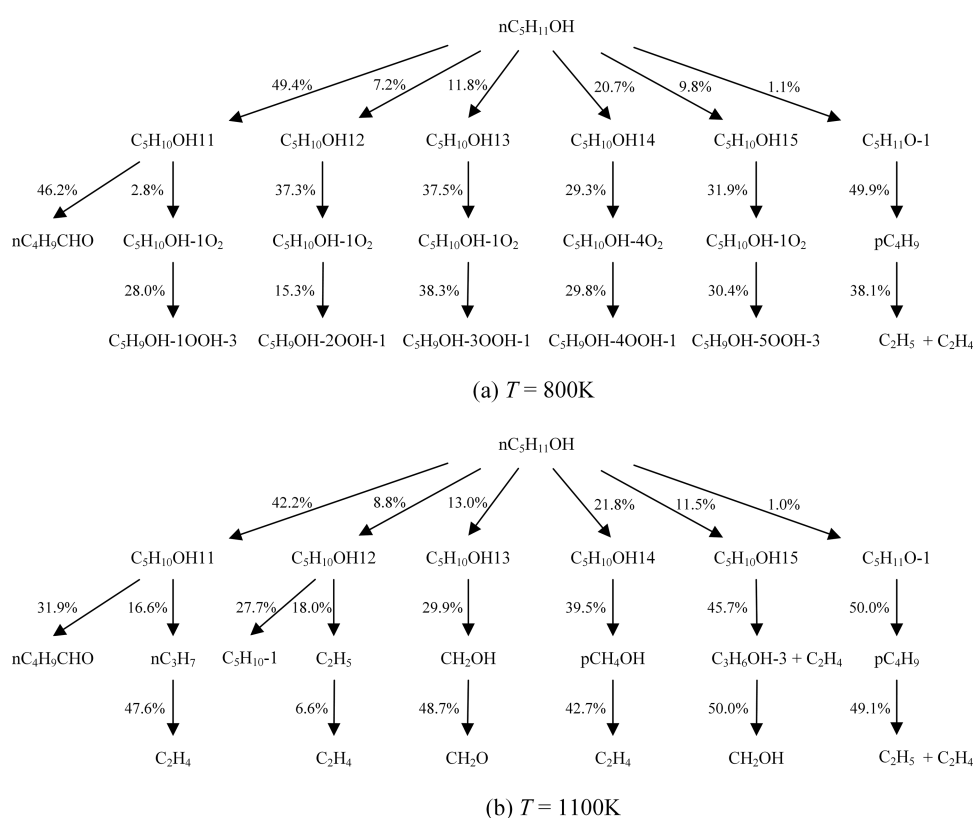 nC₅H₁₁OH
49.4% 7.2% 11.8% 20.7% 9.8% 1.1%
C₅H₁₀OH11 C₅H₁₀OH12 C₅H₁₀OH13 C₅H₁₀OH14 C₅H₁₀OH15 C₅H₁₁O-1
46.2% 2.8% 37.3% 37.5% 29.3% 31.9% 49.9%
nC₄H₉CHO C₅H₁₀OH-1O₂ C₅H₁₀OH-1O₂ C₅H₁₀OH-1O₂ C₅H₁₀OH-4O₂ C₅H₁₀OH-1O₂ pC₄H₉
28.0% 15.3% 38.3% 29.8% 30.4% 38.1%
C₅H₉OH-1OOH-3 C₅H₉OH-2OOH-1 C₅H₉OH-3OOH-1 C₅H₉OH-4OOH-1 C₅H₉OH-5OOH-3 C₂H₅ + C₂H₄
(a) T = 800K
nC₅H₁₁OH
42.2% 8.8% 13.0% 21.8% 11.5% 1.0%
C₅H₁₀OH11 C₅H₁₀OH12 C₅H₁₀OH13 C₅H₁₀OH14 C₅H₁₀OH15 C₅H₁₁O-1
31.9% 16.6% 27.7% 18.0% 29.9% 39.5% 45.7% 50.0%
nC₄H₉CHO nC₃H₇ C₅H₁₀-1 C₂H₅ CH₂OH pCH₄OH C₃H₆OH-3 + C₂H₄ pC₄H₉
47.6% 6.6% 48.7% 42.7% 50.0% 49.1%
C₂H₄ C₂H₄ CH₂O C₂H₄ CH₂OH C₂H₅ + C₂H₄
(b) T = 1100K